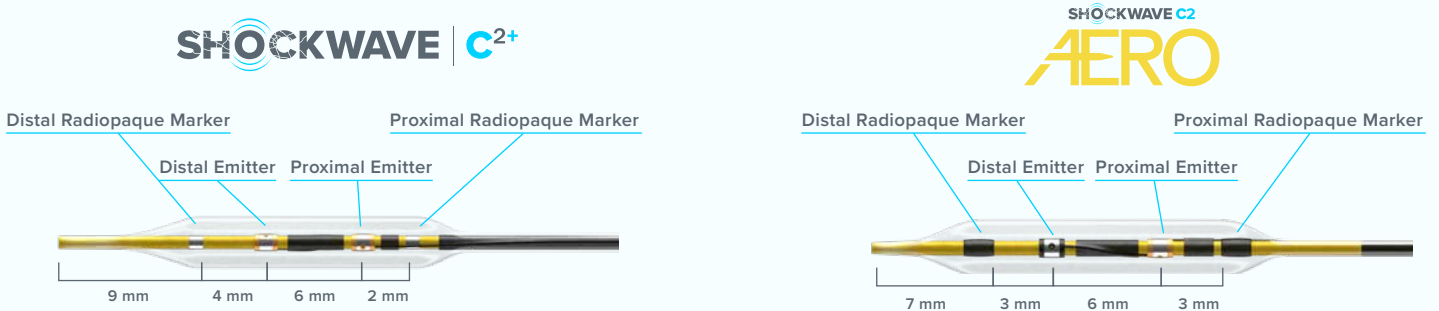 SHOCKWAVE | C2+
Distal Radiopaque Marker
Proximal Radiopaque Marker
Distal Emitter
Proximal Emitter
9 mm
4 mm
6 mm
2 mm
SHOCKWAVE C2
AERO
Distal Radiopaque Marker
Proximal Radiopaque Marker
Distal Emitter
Proximal Emitter
7 mm
3 mm
6 mm
3 mm